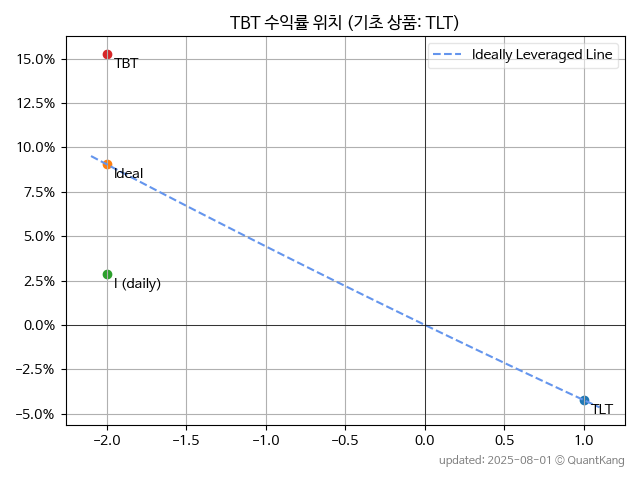 TBT 수익률 위치 (기초 상품: TLT)
Ideally Leveraged Line
15.0%
12.5%
10.0%
7.5%
5.0%
2.5%
0.0%
−2.5%
−5.0%
TBT
Ideal
I (daily)
TLT
−2.0 −1.5 −1.0 −0.5 0.0 0.5 1.0
updated: 2025-08-01 © QuantKang